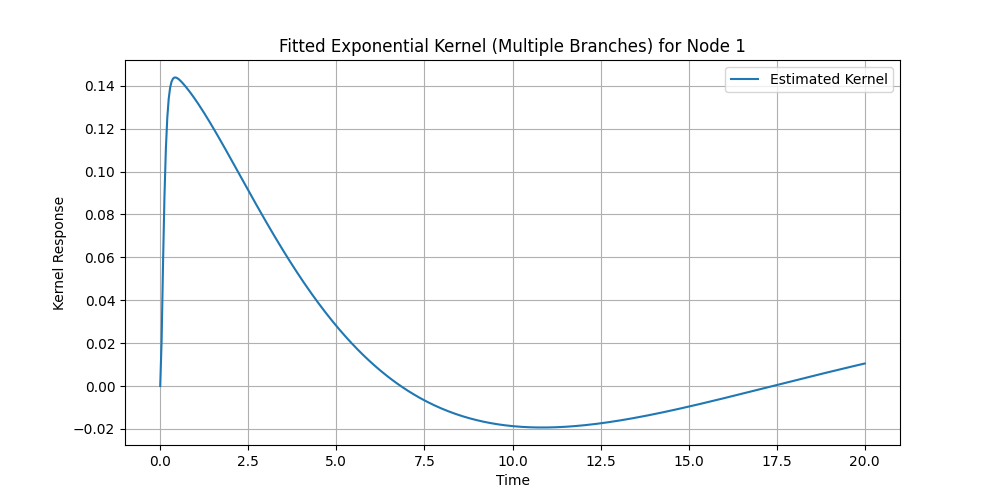 Fitted Exponential Kernel (Multiple Branches) for Node 1
Estimated Kernel
Kernel Response
0.14
0.12
0.10
0.08
0.06
0.04
0.02
0.00
−0.02
0.0 2.5 5.0 7.5 10.0 12.5 15.0 17.5 20.0
Time